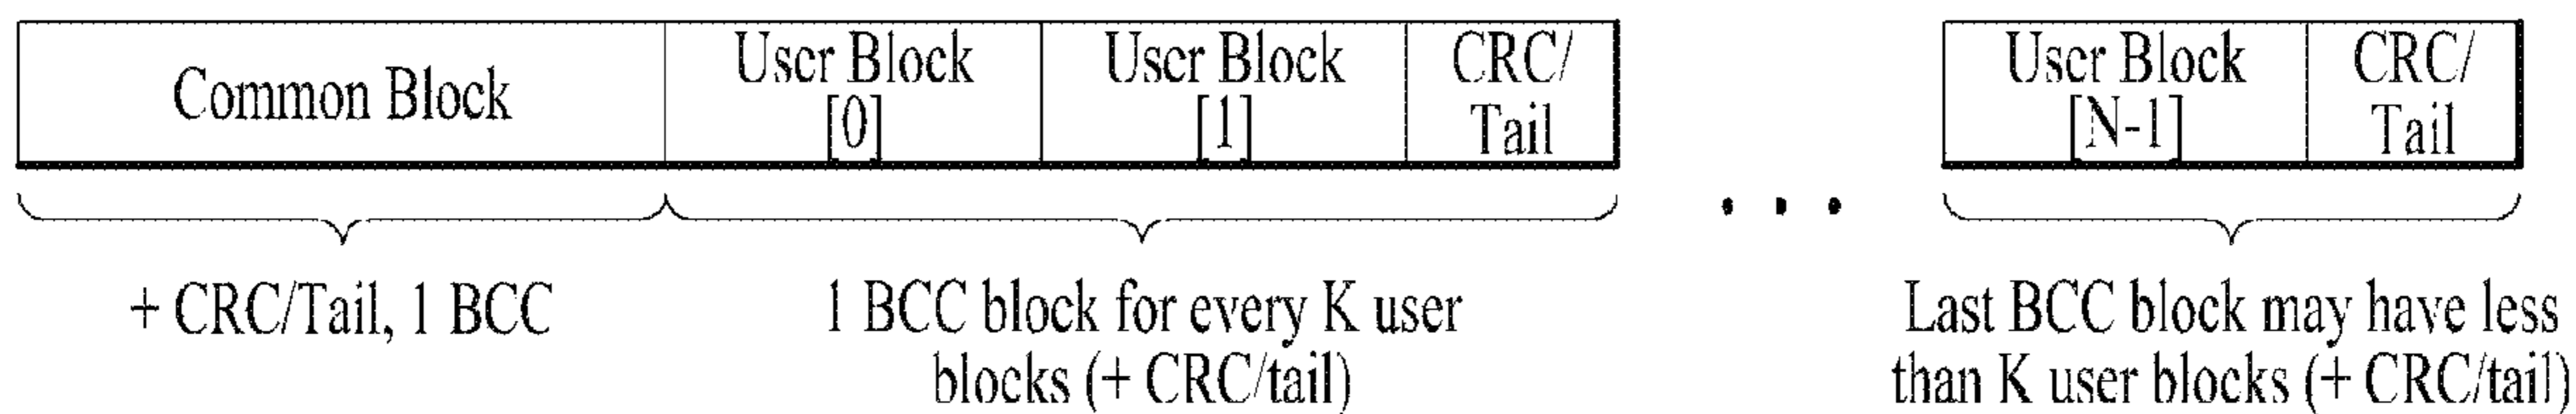 Common Block
User Block
[0]
User Block
[1]
CRC/
Tail
. . .
User Block
[N-1]
CRC/
Tail
+ CRC/Tail, 1 BCC
1 BCC block for every K user
blocks (+ CRC/tail)
Last BCC block may have less
than K user blocks (+ CRC/tail)